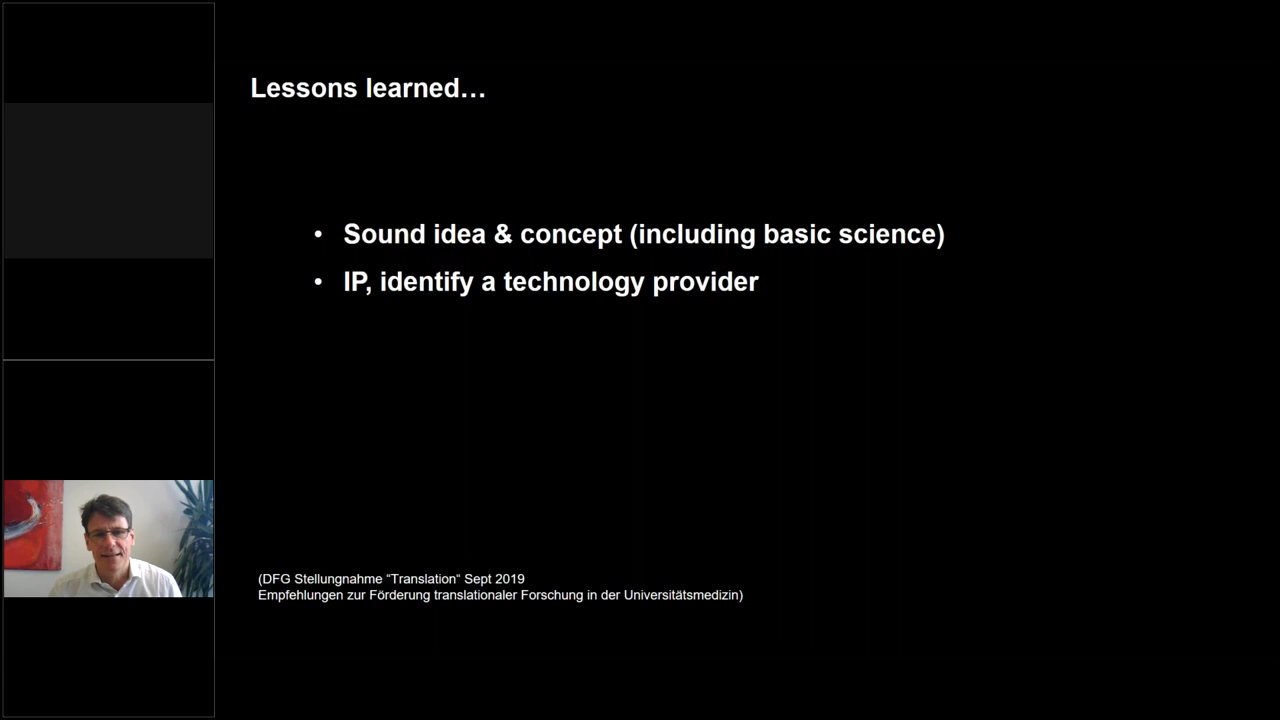 Lessons learned…
• Sound idea & concept (including basic science)
• IP, identify a technology provider
(DFG Stellungnahme “Translation“ Sept 2019
Empfehlungen zur Förderung translationaler Forschung in der Universitätsmedizin)